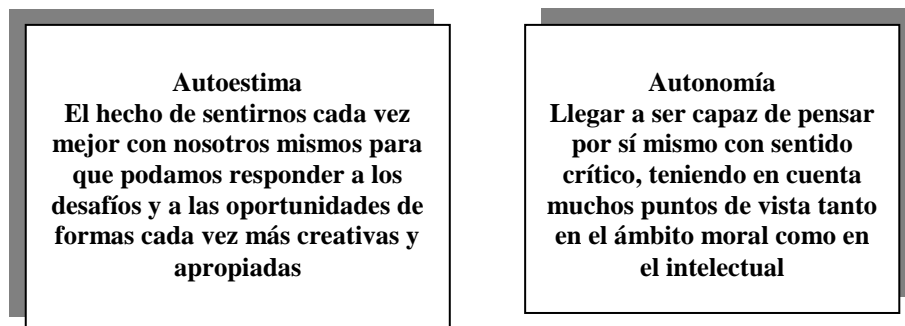 Autoestima
El hecho de sentirnos cada vez
mejor con nosotros mismos para
que podamos responder a los
desafíos y a las oportunidades de
formas cada vez más creativas y
apropiadas
Autonomía
Llegar a ser capaz de pensar
por sí mismo con sentido
crítico, teniendo en cuenta
muchos puntos de vista tanto
en el ámbito moral como en
el intelectual